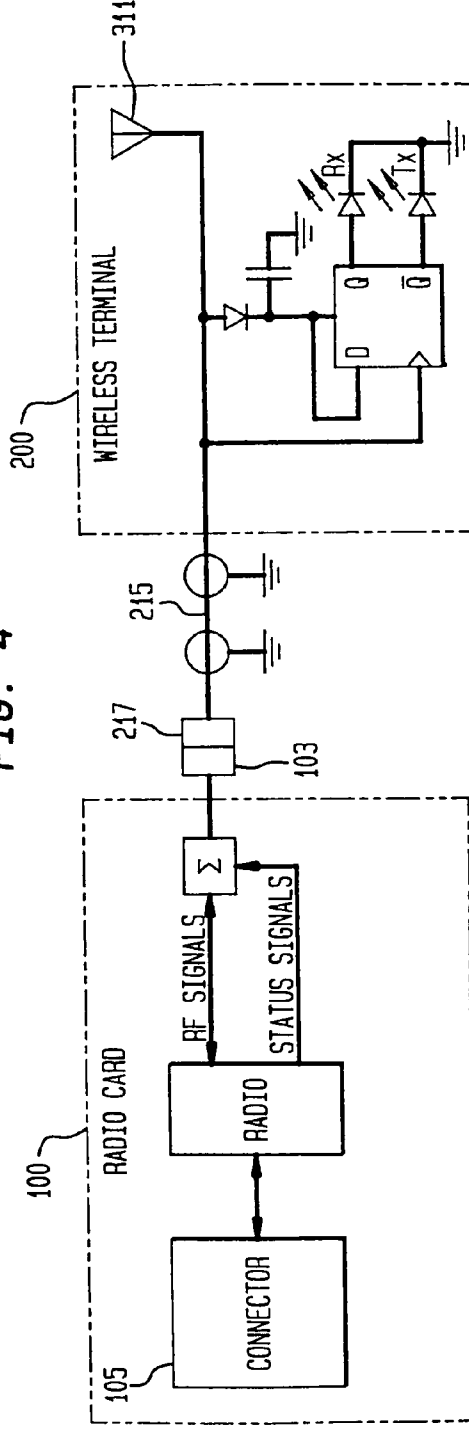 FIG. 4
100
RADIO CARD
105
CONNECTOR
RADIO
RF SIGNALS
STATUS SIGNALS
Σ
103
217
215
200
WIRELESS TERMINAL
311
D
Q
Q̅
Rx
Tx